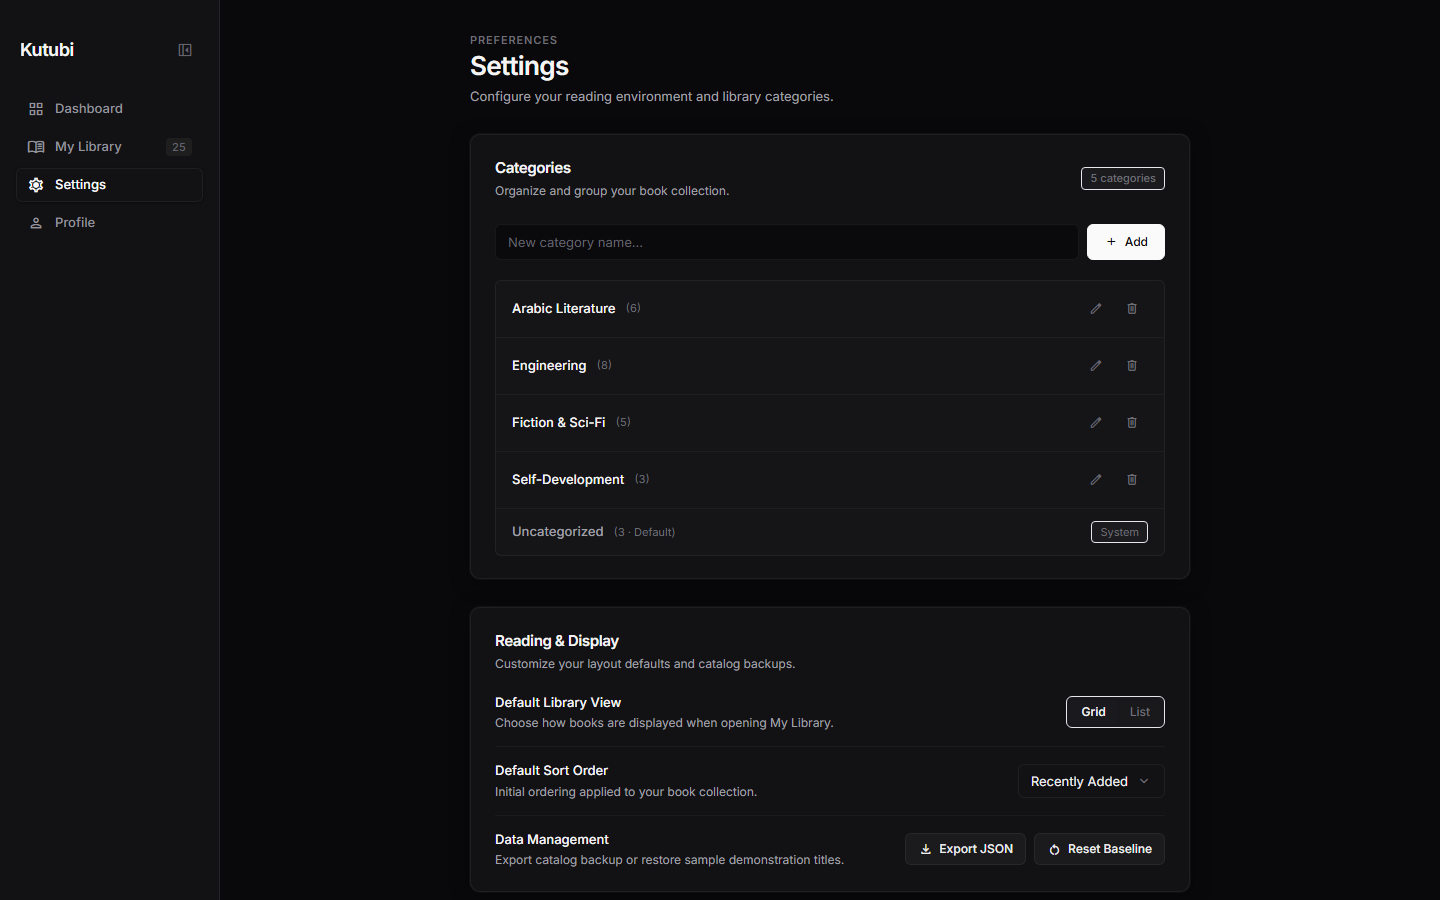 Kutubi
Dashboard
My Library 25
Settings
Profile
PREFERENCES
Settings
Configure your reading environment and library categories.
Categories
Organize and group your book collection.
5 categories
New category name...
+ Add
Arabic Literature (6)
Engineering (8)
Fiction & Sci-Fi (5)
Self-Development (3)
Uncategorized (3 · Default)
System
Reading & Display
Customize your layout defaults and catalog backups.
Default Library View
Choose how books are displayed when opening My Library.
Grid List
Default Sort Order
Initial ordering applied to your book collection.
Recently Added
Data Management
Export catalog backup or restore sample demonstration titles.
Export JSON
Reset Baseline